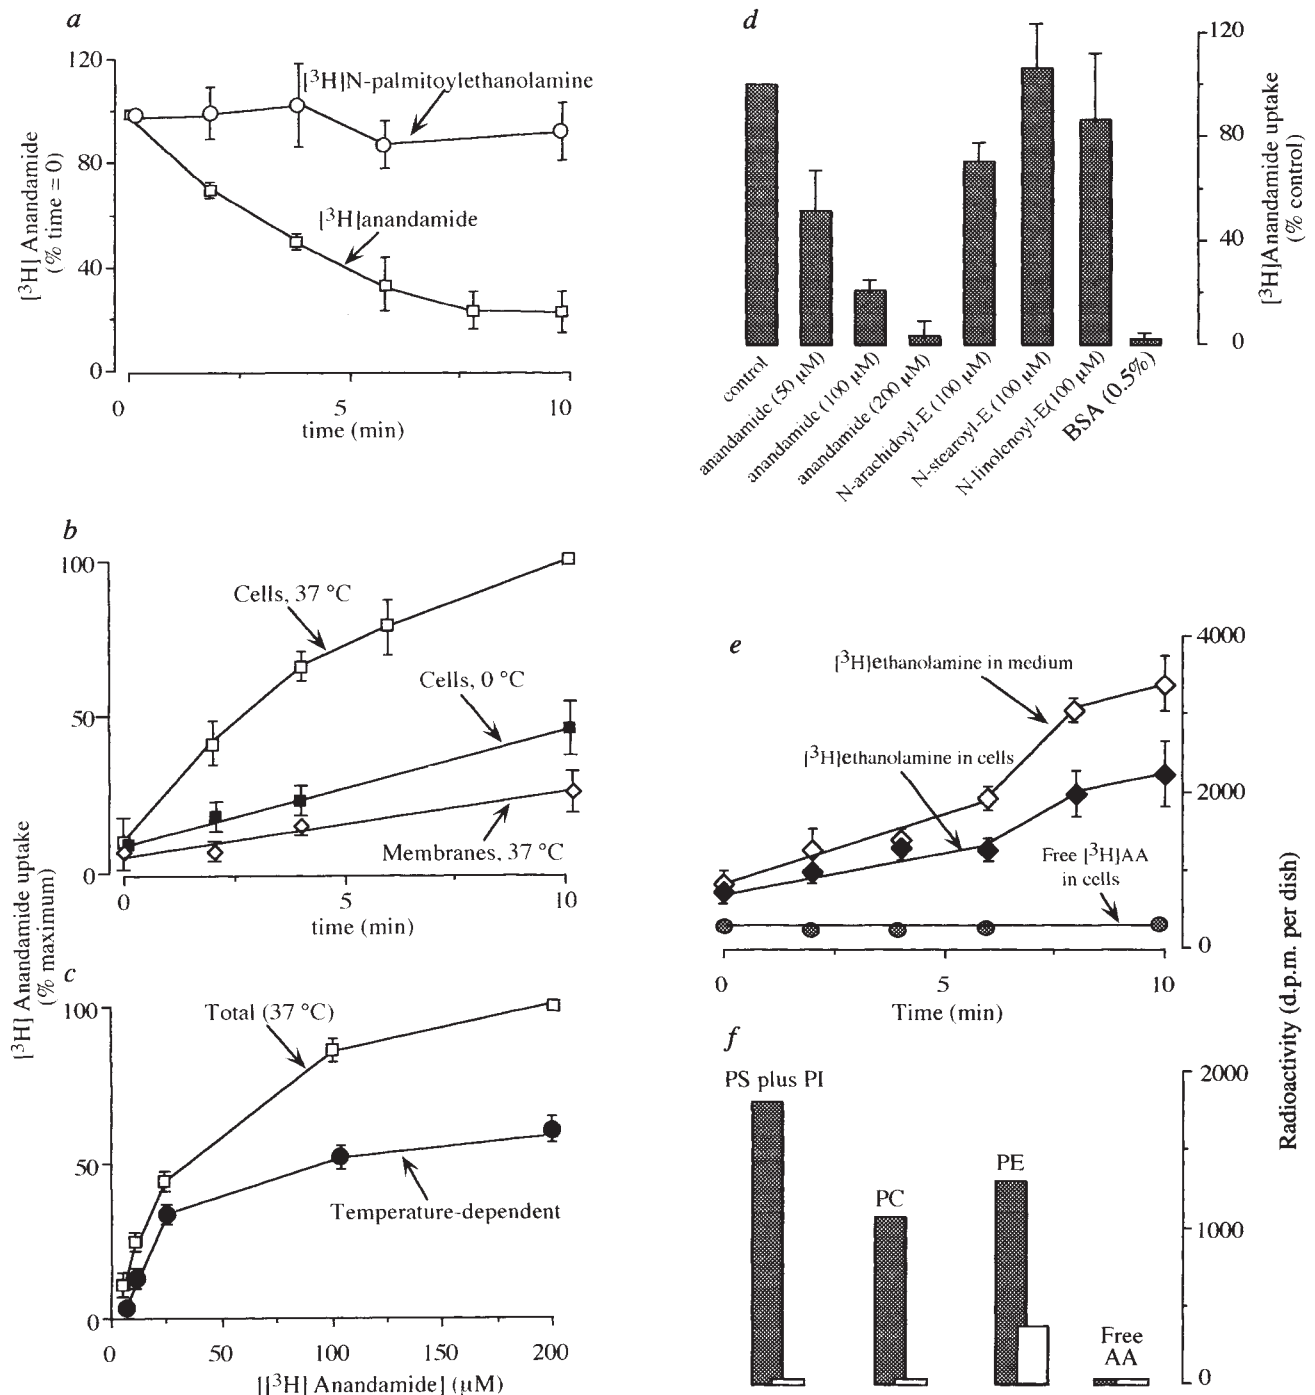 a
120
80
40
0
[³H] Anandamide
(% time = 0)
[³H]N-palmitoylethanolamine
[³H]anandamide
0
5
10
time (min)
b
100
50
0
Cells, 37 °C
Cells, 0 °C
Membranes, 37 °C
0
5
10
time (min)
[³H] Anandamide uptake
(% maximum)
c
100
50
0
Total (37 °C)
Temperature-dependent
0
50
100
150
200
[[³H] Anandamide] (µM)
d
120
80
40
0
[³H]Anandamide uptake
(% control)
control
anandamide (50 µM)
anandamide (100 µM)
anandamide (200 µM)
N-arachidoyl-E (100 µM)
N-stearoyl-E (100 µM)
N-linolenoyl-E(100 µM)
BSA (0.5%)
e
4000
2000
0
[³H]ethanolamine in medium
[³H]ethanolamine in cells
Free [³H]AA
in cells
0
5
10
Time (min)
Radioactivity (d.p.m. per dish)
f
2000
1000
0
PS plus PI
PC
PE
Free
AA